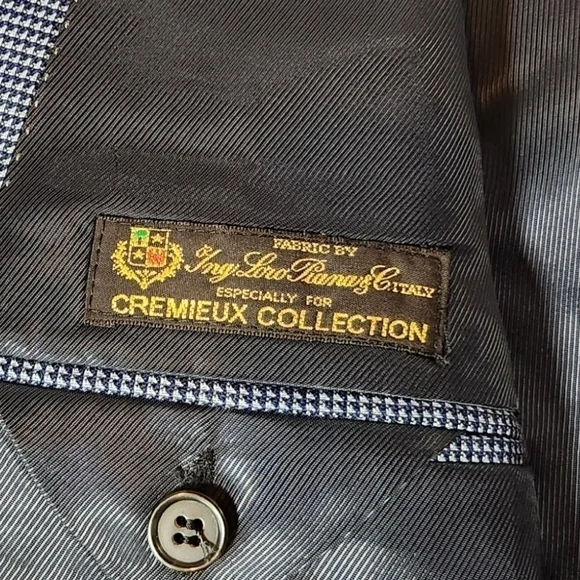 FABRIC BY
Ing. Loro Piana & C. ITALY
ESPECIALLY FOR
CREMIEUX COLLECTION